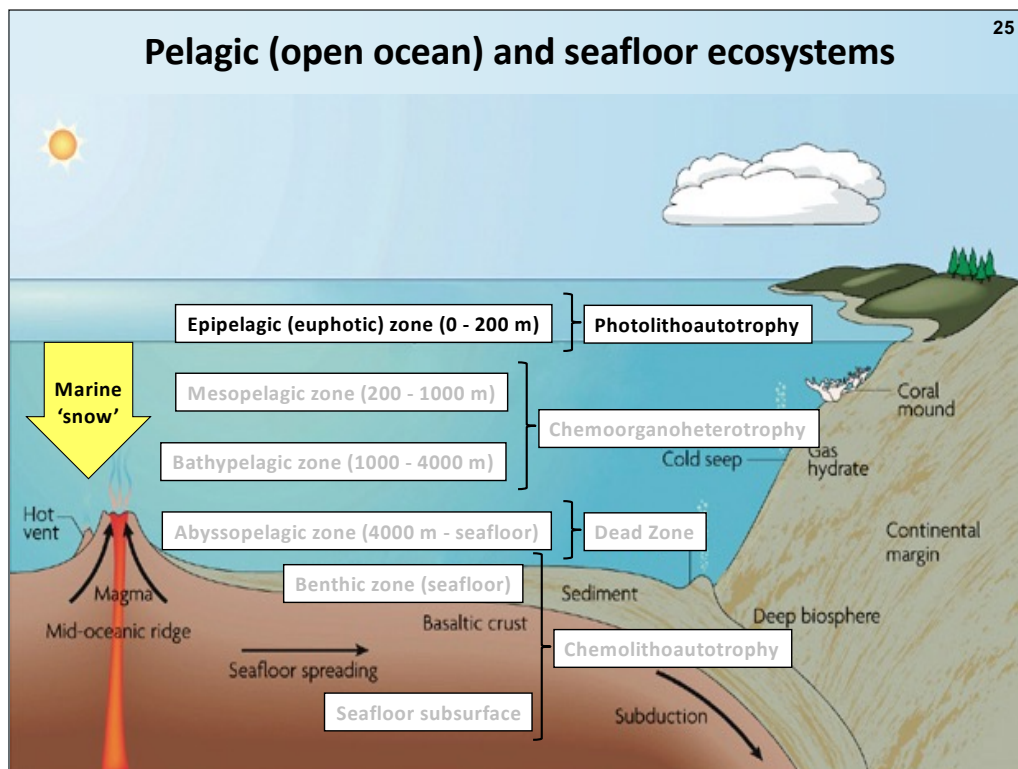 25
Pelagic (open ocean) and seafloor ecosystems
Epipelagic (euphotic) zone (0 - 200 m)
Photolithoautotrophy
Marine
‘snow’
Mesopelagic zone (200 - 1000 m)
Coral
mound
Chemoorganoheterotrophy
Bathypelagic zone (1000 - 4000 m)
Cold seep
Gas
hydrate
Hot
vent
Abyssopelagic zone (4000 m - seafloor)
Dead Zone
Continental
margin
Benthic zone (seafloor)
Sediment
Magma
Mid-oceanic ridge
Basaltic crust
Deep biosphere
Chemolithoautotrophy
Seafloor spreading
Seafloor subsurface
Subduction